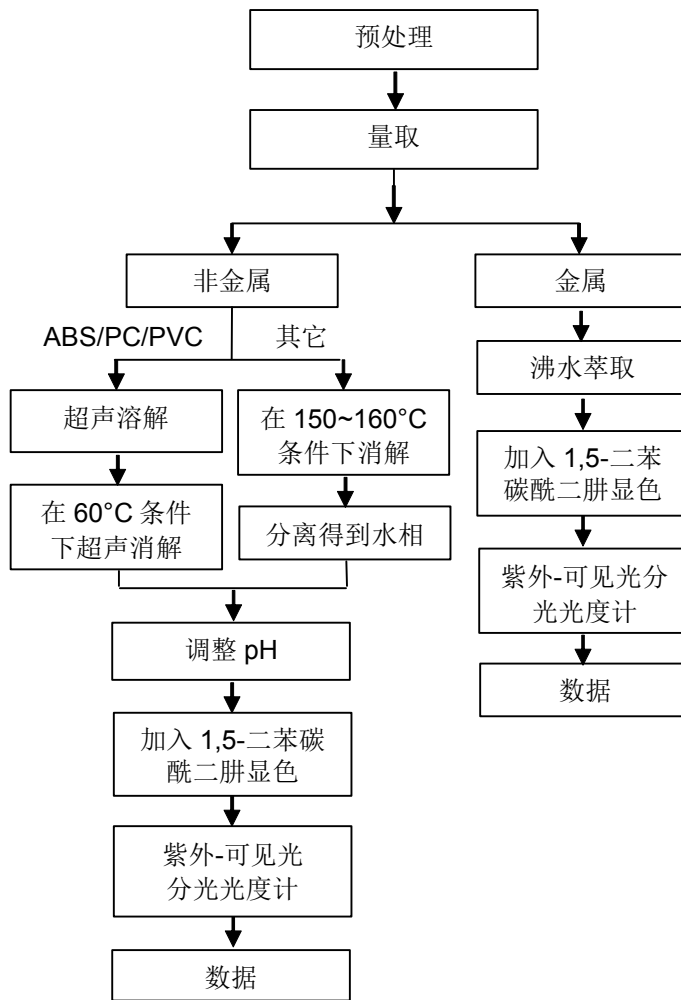 预处理
量取
非金属
金属
ABS/PC/PVC
其它
超声溶解
在 60°C 条件
下超声消解
在 150~160°C
条件下消解
分离得到水相
调整 pH
加入 1,5-二苯碳
酰二肼显色
紫外-可见光
分光光度计
数据
沸水萃取
加入 1,5-二苯
碳酰二肼显色
紫外-可见光分
光光度计
数据